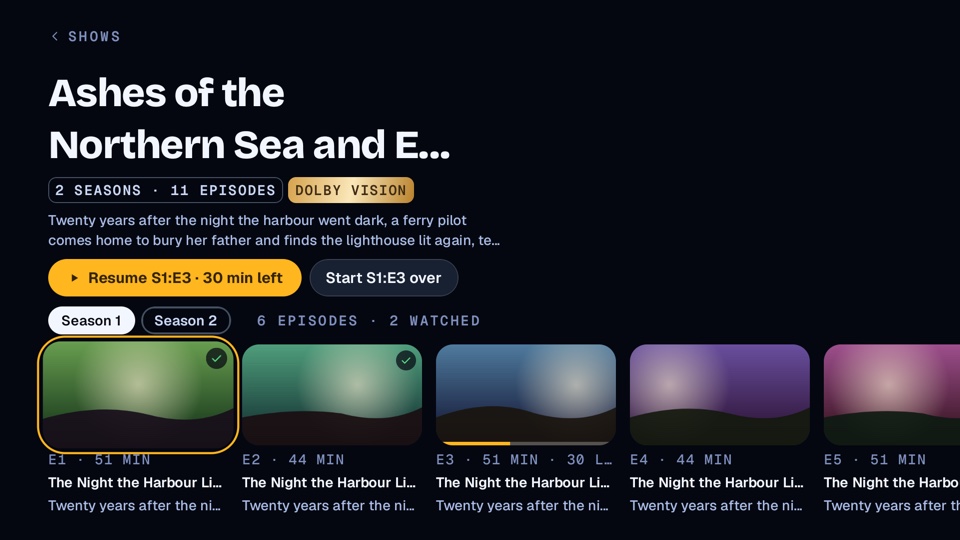 SHOWS
Ashes of the
Northern Sea and E...
2 SEASONS · 11 EPISODES
DOLBY VISION
Twenty years after the night the harbour went dark, a ferry pilot
comes home to bury her father and finds the lighthouse lit again, te...
Resume S1:E3 · 30 min left
Start S1:E3 over
Season 1
Season 2
6 EPISODES · 2 WATCHED
E1 · 51 MIN
E2 · 44 MIN
E3 · 51 MIN · 30 L...
E4 · 44 MIN
E5 · 51 MIN
The Night the Harbour Li...
The Night the Harbour Li...
The Night the Harbour Li...
The Night the Harbour Li...
The Night the Harbo
Twenty years after the ni...
Twenty years after the ni...
Twenty years after the ni...
Twenty years after the ni...
Twenty years after